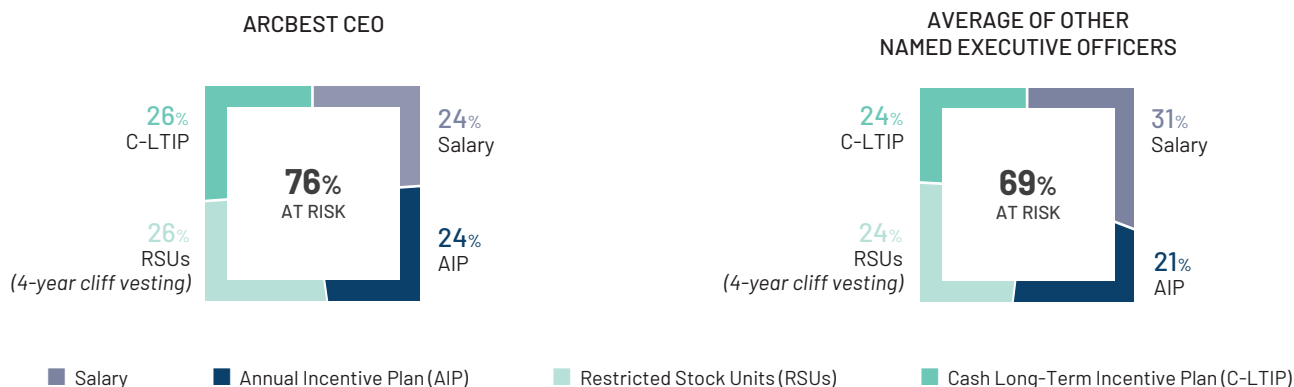 ARCBEST CEO
26%
C-LTIP
24%
Salary
76%
AT RISK
26%
RSUs
(4-year cliff vesting)
24%
AIP
AVERAGE OF OTHER
NAMED EXECUTIVE OFFICERS
24%
C-LTIP
31%
Salary
69%
AT RISK
24%
RSUs
(4-year cliff vesting)
21%
AIP
Salary
Annual Incentive Plan (AIP)
Restricted Stock Units (RSUs)
Cash Long-Term Incentive Plan (C-LTIP)